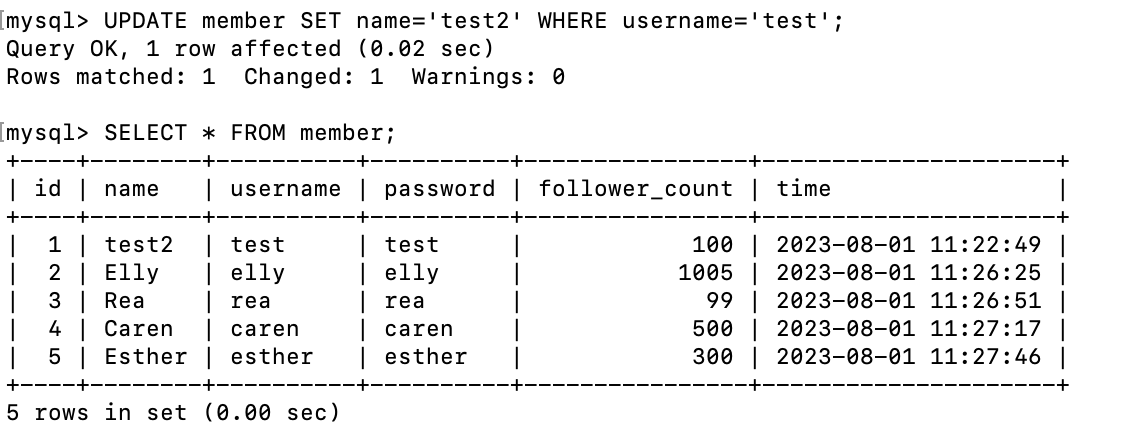 [mysql> UPDATE member SET name='test2' WHERE username='test';
Query OK, 1 row affected (0.02 sec)
Rows matched: 1  Changed: 1  Warnings: 0
[mysql> SELECT * FROM member;
+----+--------+----------+----------+----------------+---------------------+
| id | name   | username | password | follower_count | time                |
+----+--------+----------+----------+----------------+---------------------+
|  1 | test2  | test     | test     |            100 | 2023-08-01 11:22:49 |
|  2 | Elly   | elly     | elly     |           1005 | 2023-08-01 11:26:25 |
|  3 | Rea    | rea      | rea      |             99 | 2023-08-01 11:26:51 |
|  4 | Caren  | caren    | caren    |            500 | 2023-08-01 11:27:17 |
|  5 | Esther | esther   | esther   |            300 | 2023-08-01 11:27:46 |
+----+--------+----------+----------+----------------+---------------------+
5 rows in set (0.00 sec)